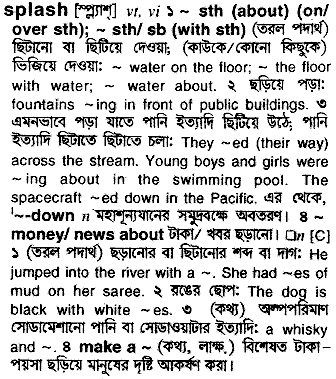 splash [স্প্ল্যাশ্] vt, vi ১ ~ sth (about) (on/
over sth); ~ sth/ sb (with sth) (তরল পদার্থ)
ছিটানো বা ছিটিয়ে দেওয়া; (কাউকে/কোনো কিছুকে)
ভিজিয়ে দেওয়া: ~ water on the floor; ~ the floor
with water; ~ water about. ২ ছড়িয়ে পড়া:
fountains ~ing in front of public buildings. ৩
এমনভাবে পড়া যাতে পানি ইত্যাদি ছিটিয়ে উঠে; পানি
ইত্যাদি ছিটাতে ছিটাতে চলা: They ~ed (their way)
across the stream. Young boys and girls were
~ing about in the swimming pool. The
spacecraft ~ed down in the Pacific. এর থেকে,
'~-down n মহাশূন্যযানের সমুদ্রবক্ষে অবতরণ। ৪ ~
money/ news about টাকা/ খবর ছড়ানো। □n [C]
১ (তরল পদার্থ) ছড়ানোর বা ছিটানোর শব্দ বা দাগ: He
jumped into the river with a ~. She had ~es of
mud on her saree. ২ রঙের ছোপ: The dog is
black with white ~es. ৩ (কথ্য) অল্পপরিমাণ
সোডামেশানো পানি বা সোডাওয়াটার ইত্যাদি: a whisky
and ~. ৪ make a ~ (কথ্য, লাক্ষ.) বিশেষত টাকা-
পয়সা ছড়িয়ে মানুষের দৃষ্টি আকর্ষণ করা।